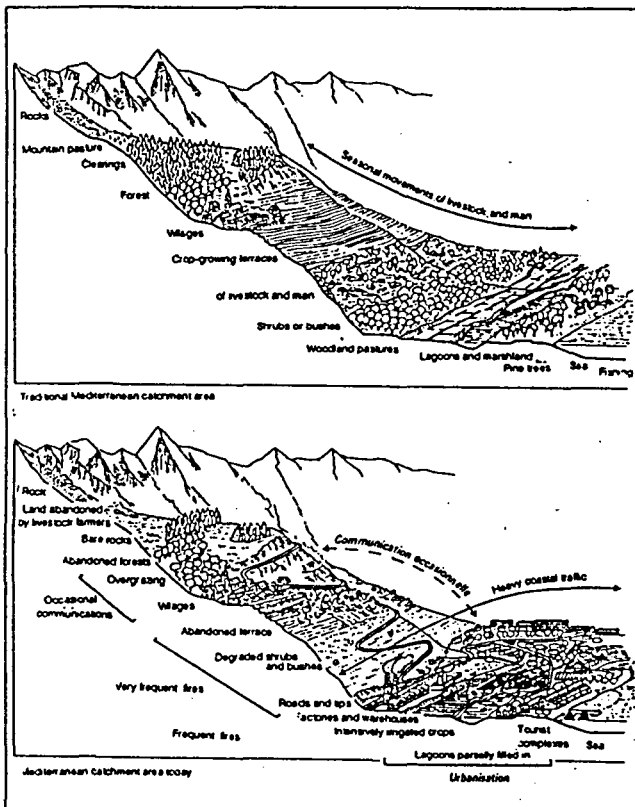 Rocks
Mountain pasture
Clearings
Forest
Villages
Crop-growing terraces
of livestock and man
Shrubs or bushes
Woodland pastures
Lagoons and marshland
Pine trees
Sea
Fishing
Seasonal movements of livestock and man
Traditional Mediterranean catchment area
Rock
Land abandoned
by livestock farmers
Bare rocks
Abandoned forests
Overgrazing
Occasional
communications
Villages
Abandoned terrace
Degraded shrubs
and bushes
Very frequent fires
Roads and tips
Factories and warehouses
Intensively irrigated crops
Frequent fires
Tourist
complexes
Sea
Lagoons partially filled in
Urbanisation
Communication occasionelle
Heavy coastal traffic
Mediterranean catchment area today